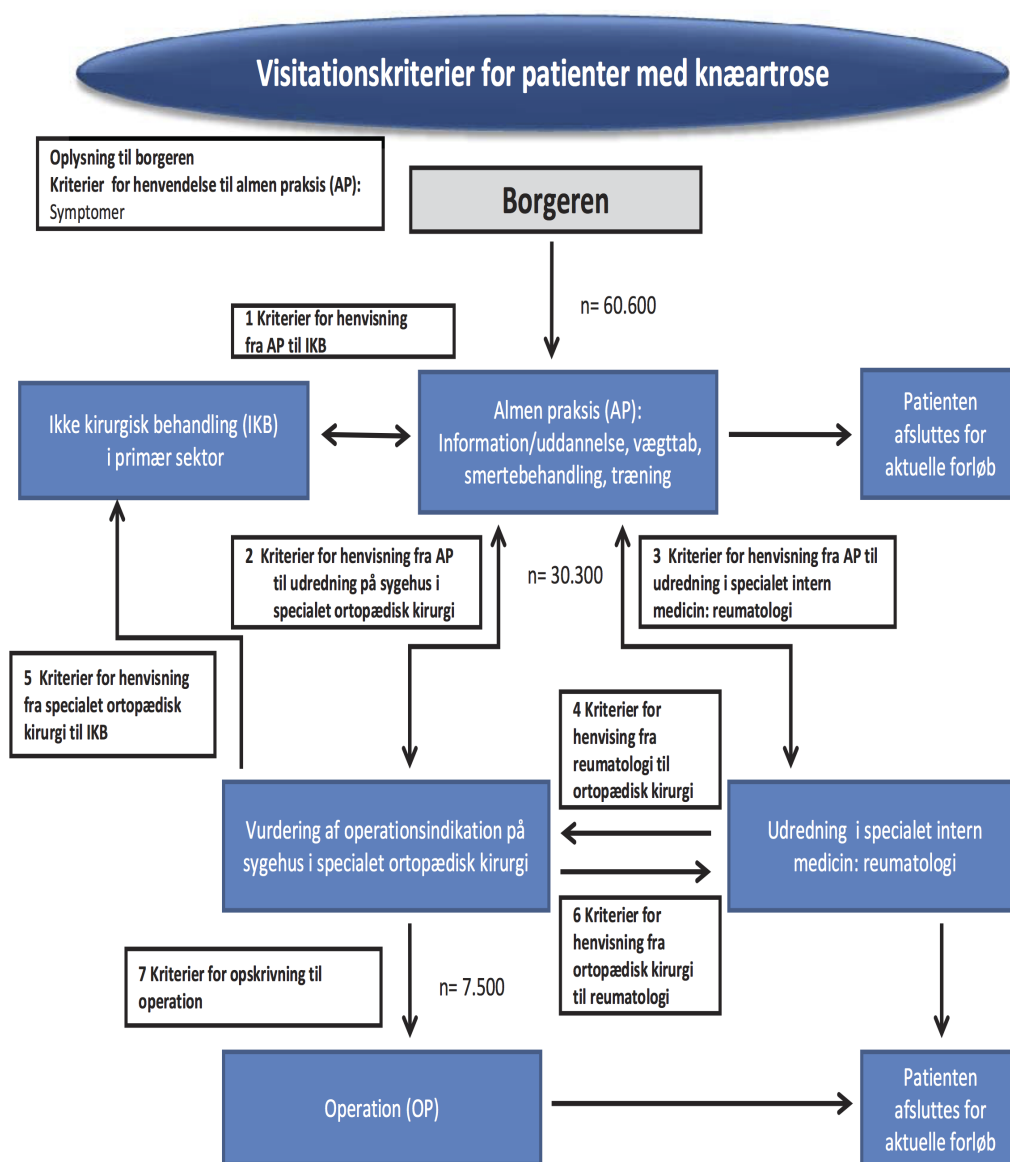 Visitationskriterier for patienter med knæartrose
Oplysning til borgeren
Kriterier for henvendelse til almen praksis (AP):
Symptomer
Borgeren
n= 60.600
1 Kriterier for henvisning
fra AP til IKB
Ikke kirurgisk behandling (IKB)
i primær sektor
Almen praksis (AP):
Information/uddannelse, vægttab,
smertebehandling, træning
Patienten
afsluttes for
aktuelle forløb
2 Kriterier for henvisning fra AP
til udredning på sygehus i
specialet ortopædisk kirurgi
n= 30.300
3 Kriterier for henvisning fra AP til
udredning i specialet intern
medicin: reumatologi
5 Kriterier for henvisning
fra specialet ortopædisk
kirurgi til IKB
4 Kriterier for
henvising fra
reumatologi til
ortopædisk kirurgi
Vurdering af operationsindikation på
sygehus i specialet ortopædisk kirurgi
Udredning i specialet intern
medicin: reumatologi
6 Kriterier for
henvisning fra
ortopædisk kirurgi
til reumatologi
7 Kriterier for opskrivning til
operation
n= 7.500
Operation (OP)
Patienten
afsluttes for
aktuelle forløb